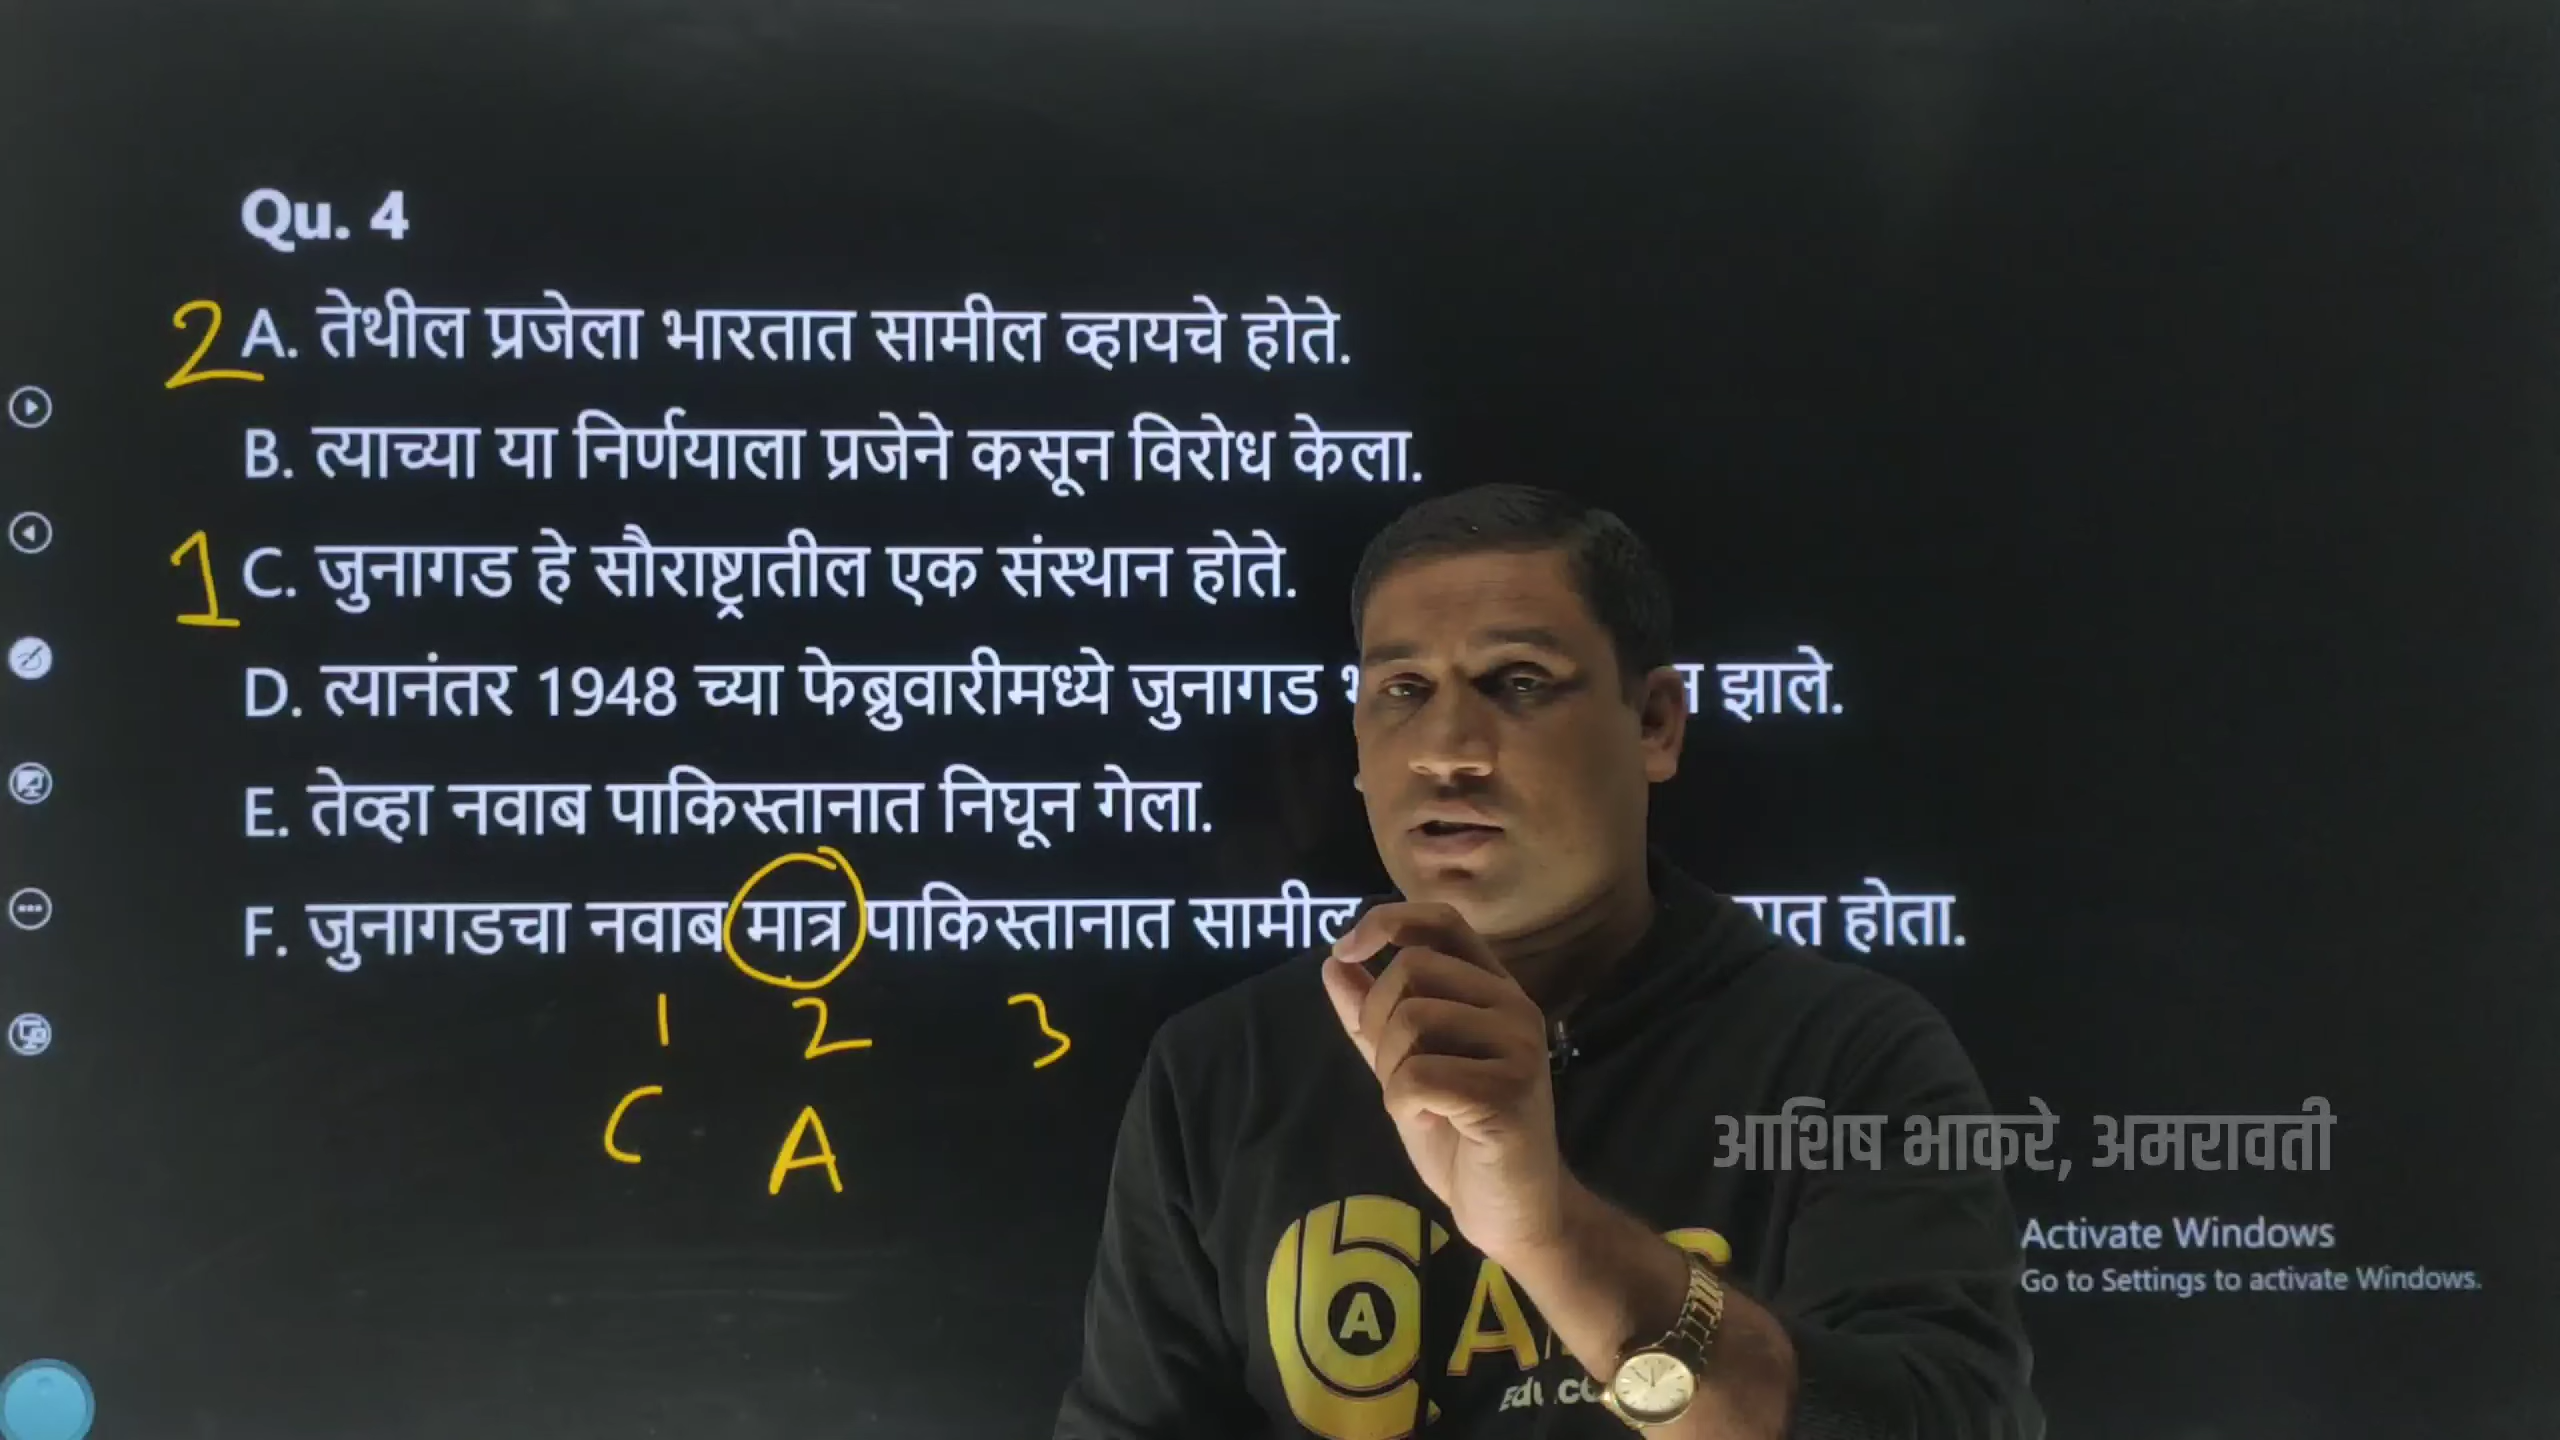 Qu. 4
2 A. तेथील प्रजेला भारतात सामील व्हायचे होते.
B. त्याच्या या निर्णयाला प्रजेने कसून विरोध केला.
1 C. जुनागड हे सौराष्ट्रातील एक संस्थान होते.
D. त्यानंतर 1948 च्या फेब्रुवारीमध्ये जुनागड झाले.
E. तेव्हा नवाब पाकिस्तानात निघून गेला.
F. जुनागडचा नवाब मात्र पाकिस्तानात सामील होता.
1 2 3
C A
आशिष भाकरे, अमरावती
A
Activate Windows
Go to Settings to activate Windows.